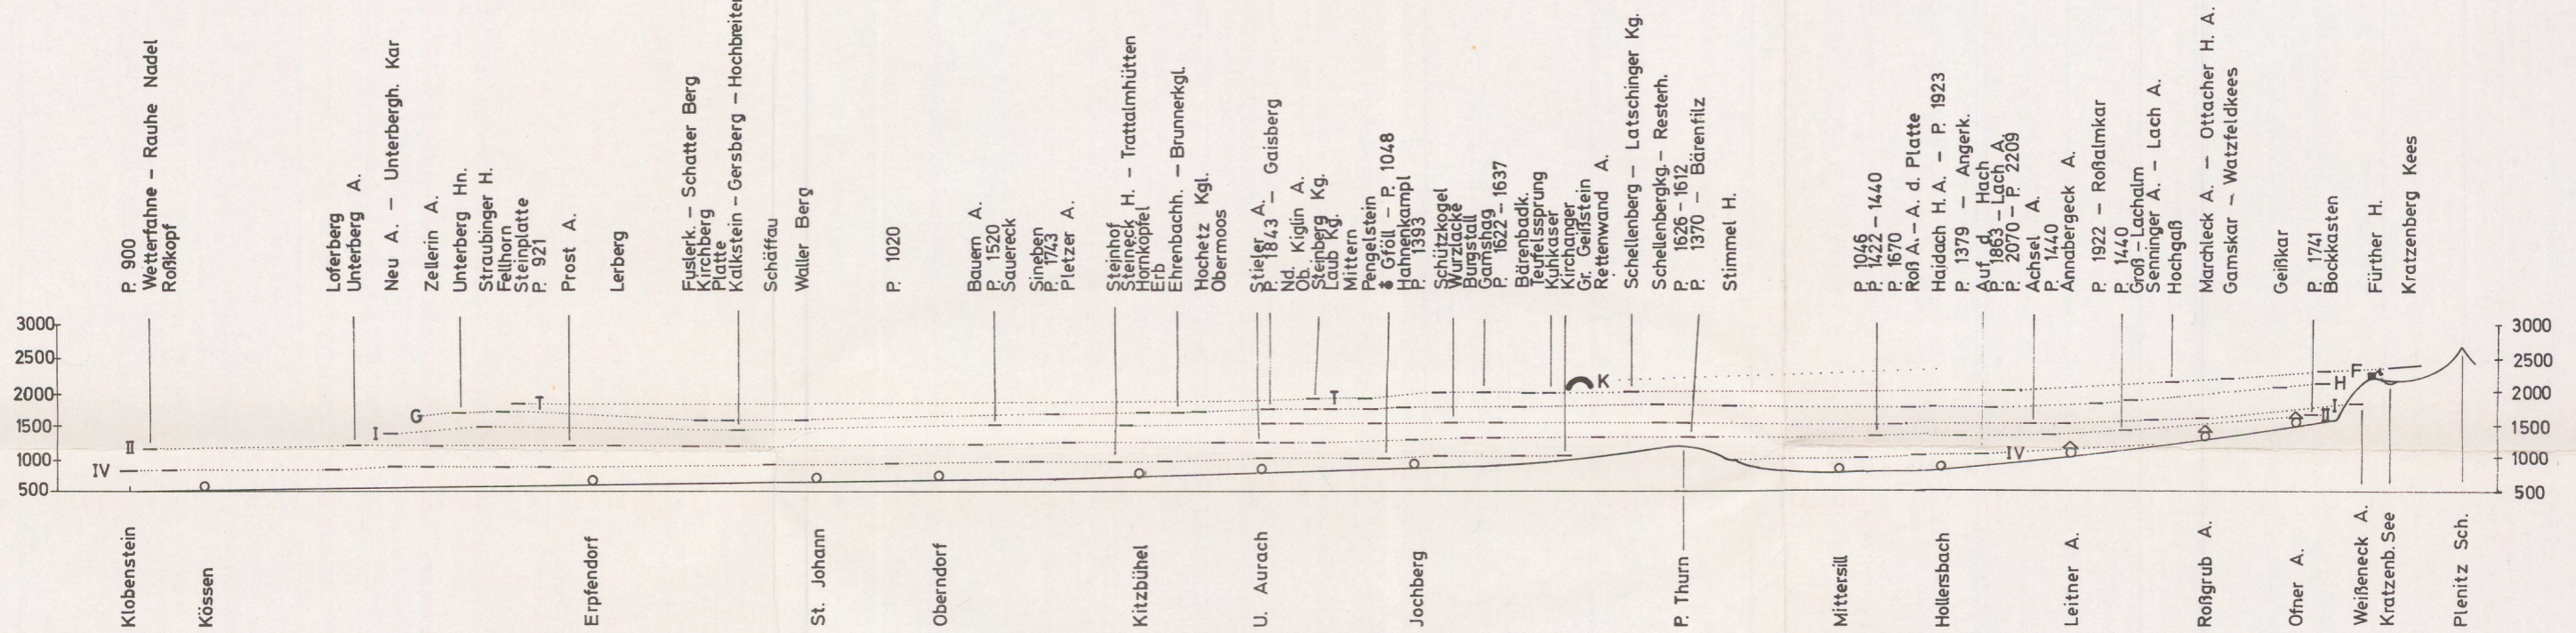 P. 900
Wetterfahne – Rauhe Nadel
Roßkopf
Loferberg
Unterberg A.
Neu A. – Unterbergh. Kar
Zellerin A.
Unterberg Hn.
Straubinger H.
Fellhorn
Steinplatte
P. 921
Prost A.
Lerberg
Fuslerk. – Schatter Berg
Kirchberg
Platte
Kalkstein – Gersberg – Hochbreiten
Schäffau
Waller Berg
P. 1020
Bauern A.
P. 1520
Sauereck
Sineben
P. 1743
Pletzer A.
Steinhof
Steineck H. – Trattalmhütten
Hornköpfel
Erb
Ehrenbachh. – Brunnerkgl.
Hochetz Kgl.
Obermoos
Stieler A.
P. 1843 – Gaisberg
Nd.
Ob. Kiglin A.
Steinberg Kg.
Laub Kg.
Mittern
Pengelstein
Gföll – P. 1048
Hahnenkampl
P. 1393
Schützkogel
Wurzlacke
Burgstall
Gamshag
P. 1622 – 1637
Bärenbadk.
Teufelssprung
Kuhkaser
Kirchanger
Gr. Geißstein
Rettenwand A.
Schellenberg – Latschinger Kg.
Schellenbergkg. – Resterh.
P. 1626 – 1612
P. 1370 – Bärenfilz
Stimmel H.
P. 1046
P. 1422 – 1440
P. 1670
Roß A. – A. d. Platte
Haidach H. A. – P. 1923
P. 1379 – Angerk.
Auf d. Hach
P. 1863 – Lach A.
P. 2070 – P. 2209
Achsel A.
P. 1440
Annabergeck A.
P. 1922 – Roßalmkar
P. 1440
Groß – Lachalm
Senninger A. – Lach A.
Hochgaß
Marchleck A. – Ottacher H. A.
Gamskar – Watzfeldkees
Geißkar
P. 1741
Bockkasten
Fürther H.
Kratzenberg Kees
3000
2500
2000
1500
1000
500
II
IV
I
G
T
T
K
IV
F
H
I
II
3000
2500
2000
1500
1000
500
Klobenstein
Kössen
Erpfendorf
St. Johann
Oberndorf
Kitzbühel
U. Aurach
Jochberg
P. Thurn
Mittersill
Hollersbach
Leitner A.
Roßgrub A.
Ofner A.
Weißeneck A.
Kratzenb. See
Plenitz Sch.